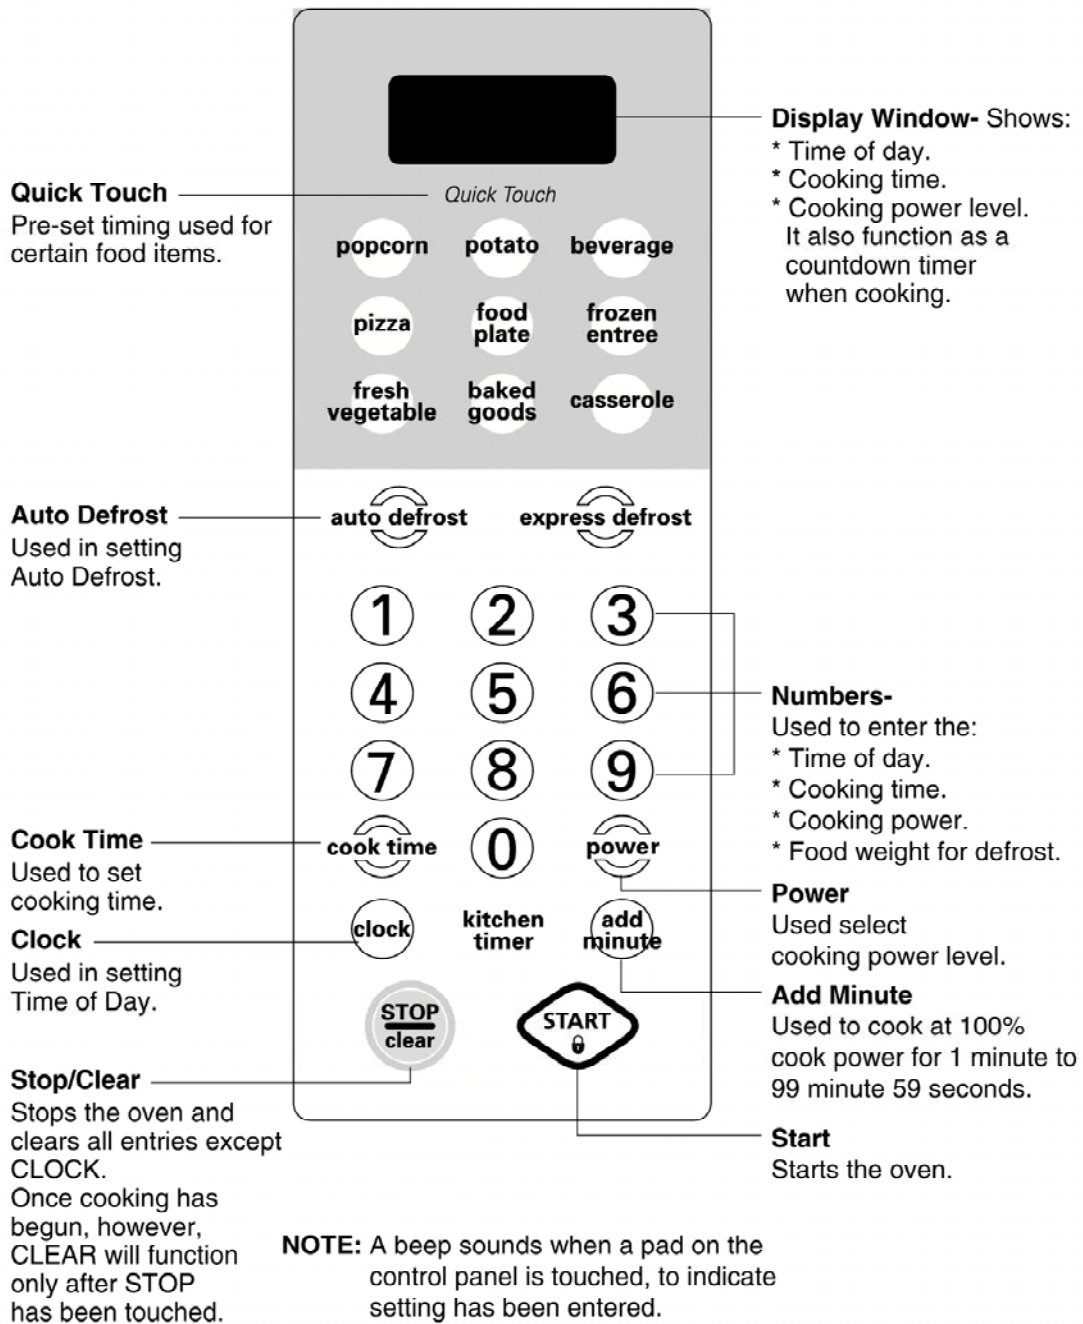 Display Window- Shows:
* Time of day.
* Cooking time.
* Cooking power level.
It also function as a
countdown timer
when cooking.
Quick Touch
Pre-set timing used for
certain food items.
Quick Touch
popcorn potato beverage
pizza food plate frozen entree
fresh vegetable baked goods casserole
Auto Defrost
Used in setting
Auto Defrost.
auto defrost express defrost
1 2 3
4 5 6
7 8 9
cook time 0 power
clock kitchen timer add minute
STOP clear START
Numbers-
Used to enter the:
* Time of day.
* Cooking time.
* Cooking power.
* Food weight for defrost.
Cook Time
Used to set
cooking time.
Clock
Used in setting
Time of Day.
Power
Used select
cooking power level.
Add Minute
Used to cook at 100%
cook power for 1 minute to
99 minute 59 seconds.
Stop/Clear
Stops the oven and
clears all entries except
CLOCK.
Once cooking has
begun, however,
CLEAR will function
only after STOP
has been touched.
Start
Starts the oven.
NOTE: A beep sounds when a pad on the
control panel is touched, to indicate
setting has been entered.